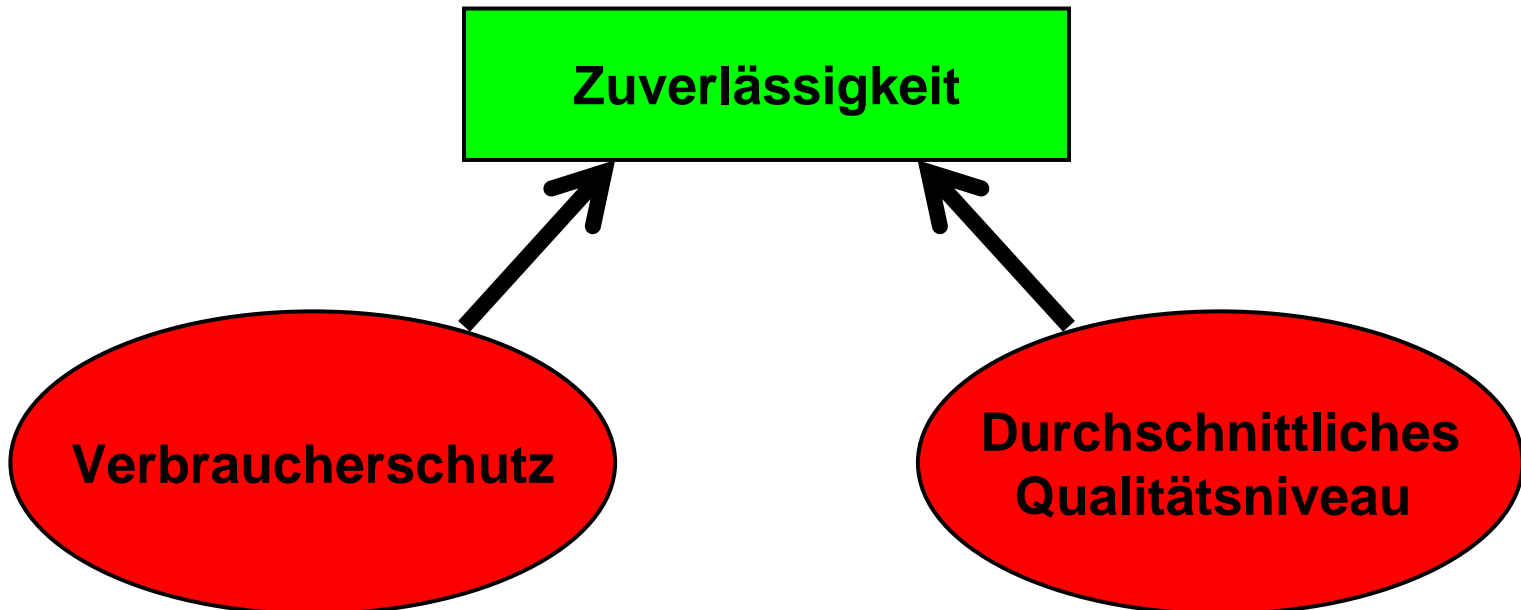 Zuverlässigkeit
Verbraucherschutz
Durchschnittliches
Qualitätsniveau